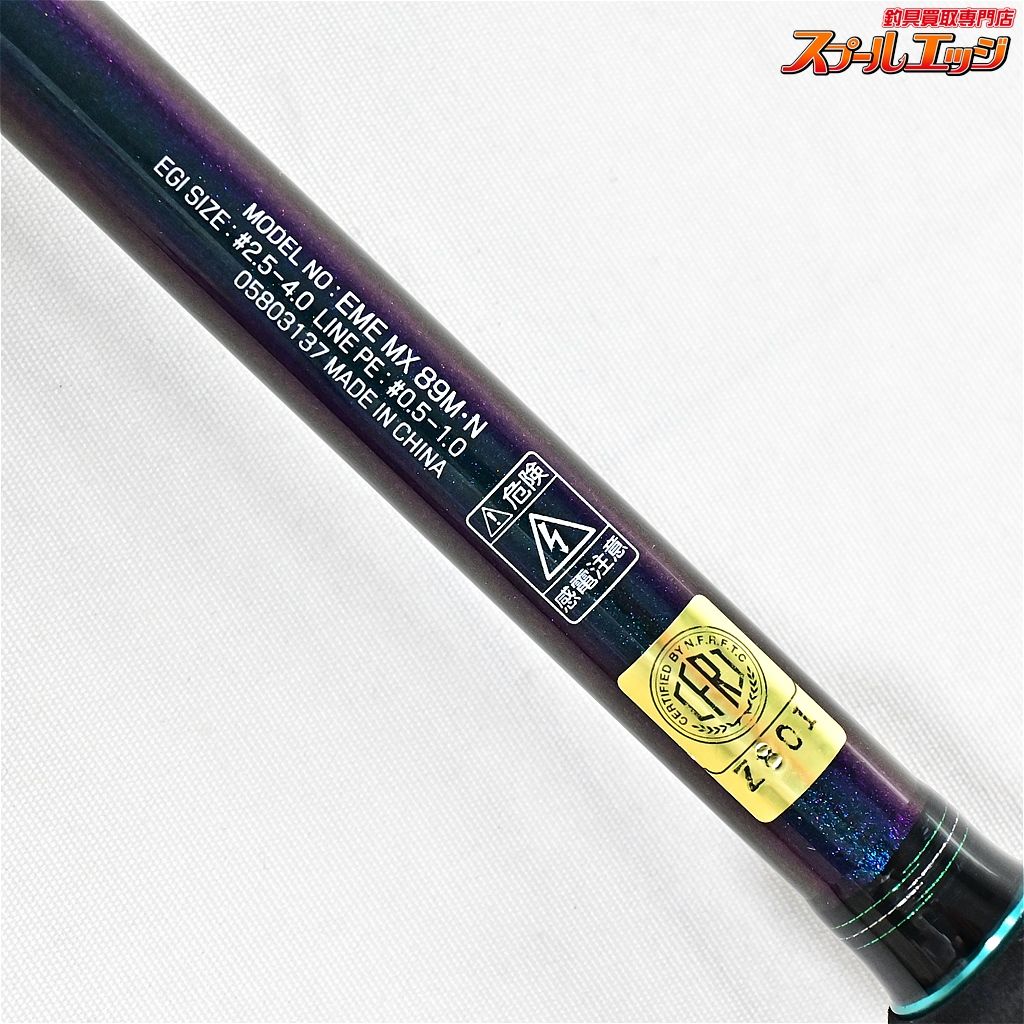 釣具買取専門店
スプールエッジ
MODEL NO : EME MX 89M・N
EGI SIZE : #2.5-4.0 LINE PE : #0.5-1.0
05803137 MADE IN CHINA
危険
感電注意
CERTIFIED BY N.F.R.F.T.C
CFRI
Z801